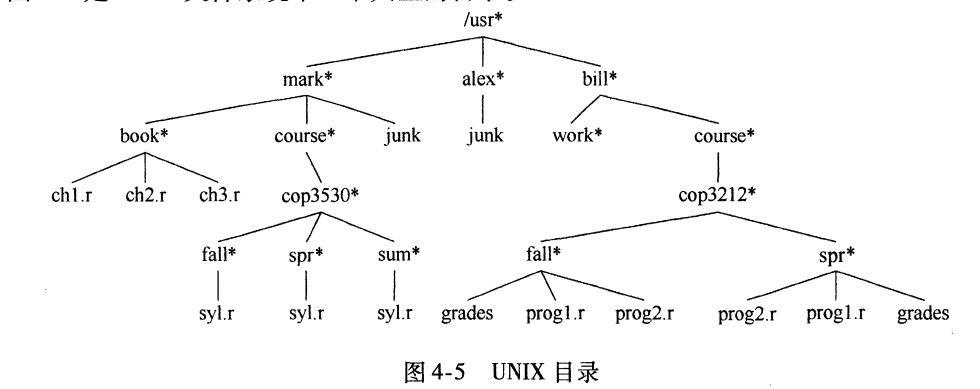 /usr*
mark* alex* bill*
book* course* junk junk work* course*
ch1.r ch2.r ch3.r cop3530* cop3212*
fall* spr* sum* fall* spr*
syl.r syl.r syl.r grades prog1.r prog2.r prog2.r prog1.r grades
图4-5 UNIX 目录